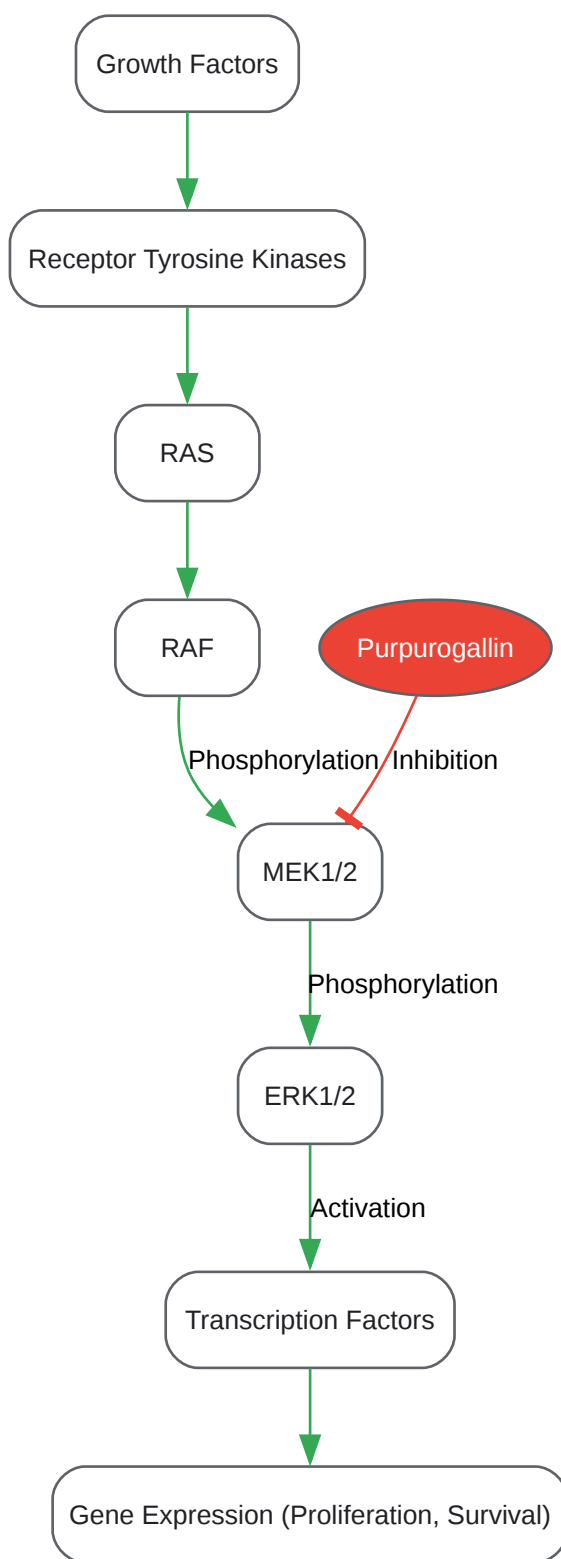 Growth Factors
Receptor Tyrosine Kinases
RAS
RAF
Purpurogallin
Phosphorylation
Inhibition
MEK1/2
Phosphorylation
ERK1/2
Activation
Transcription Factors
Gene Expression (Proliferation, Survival)